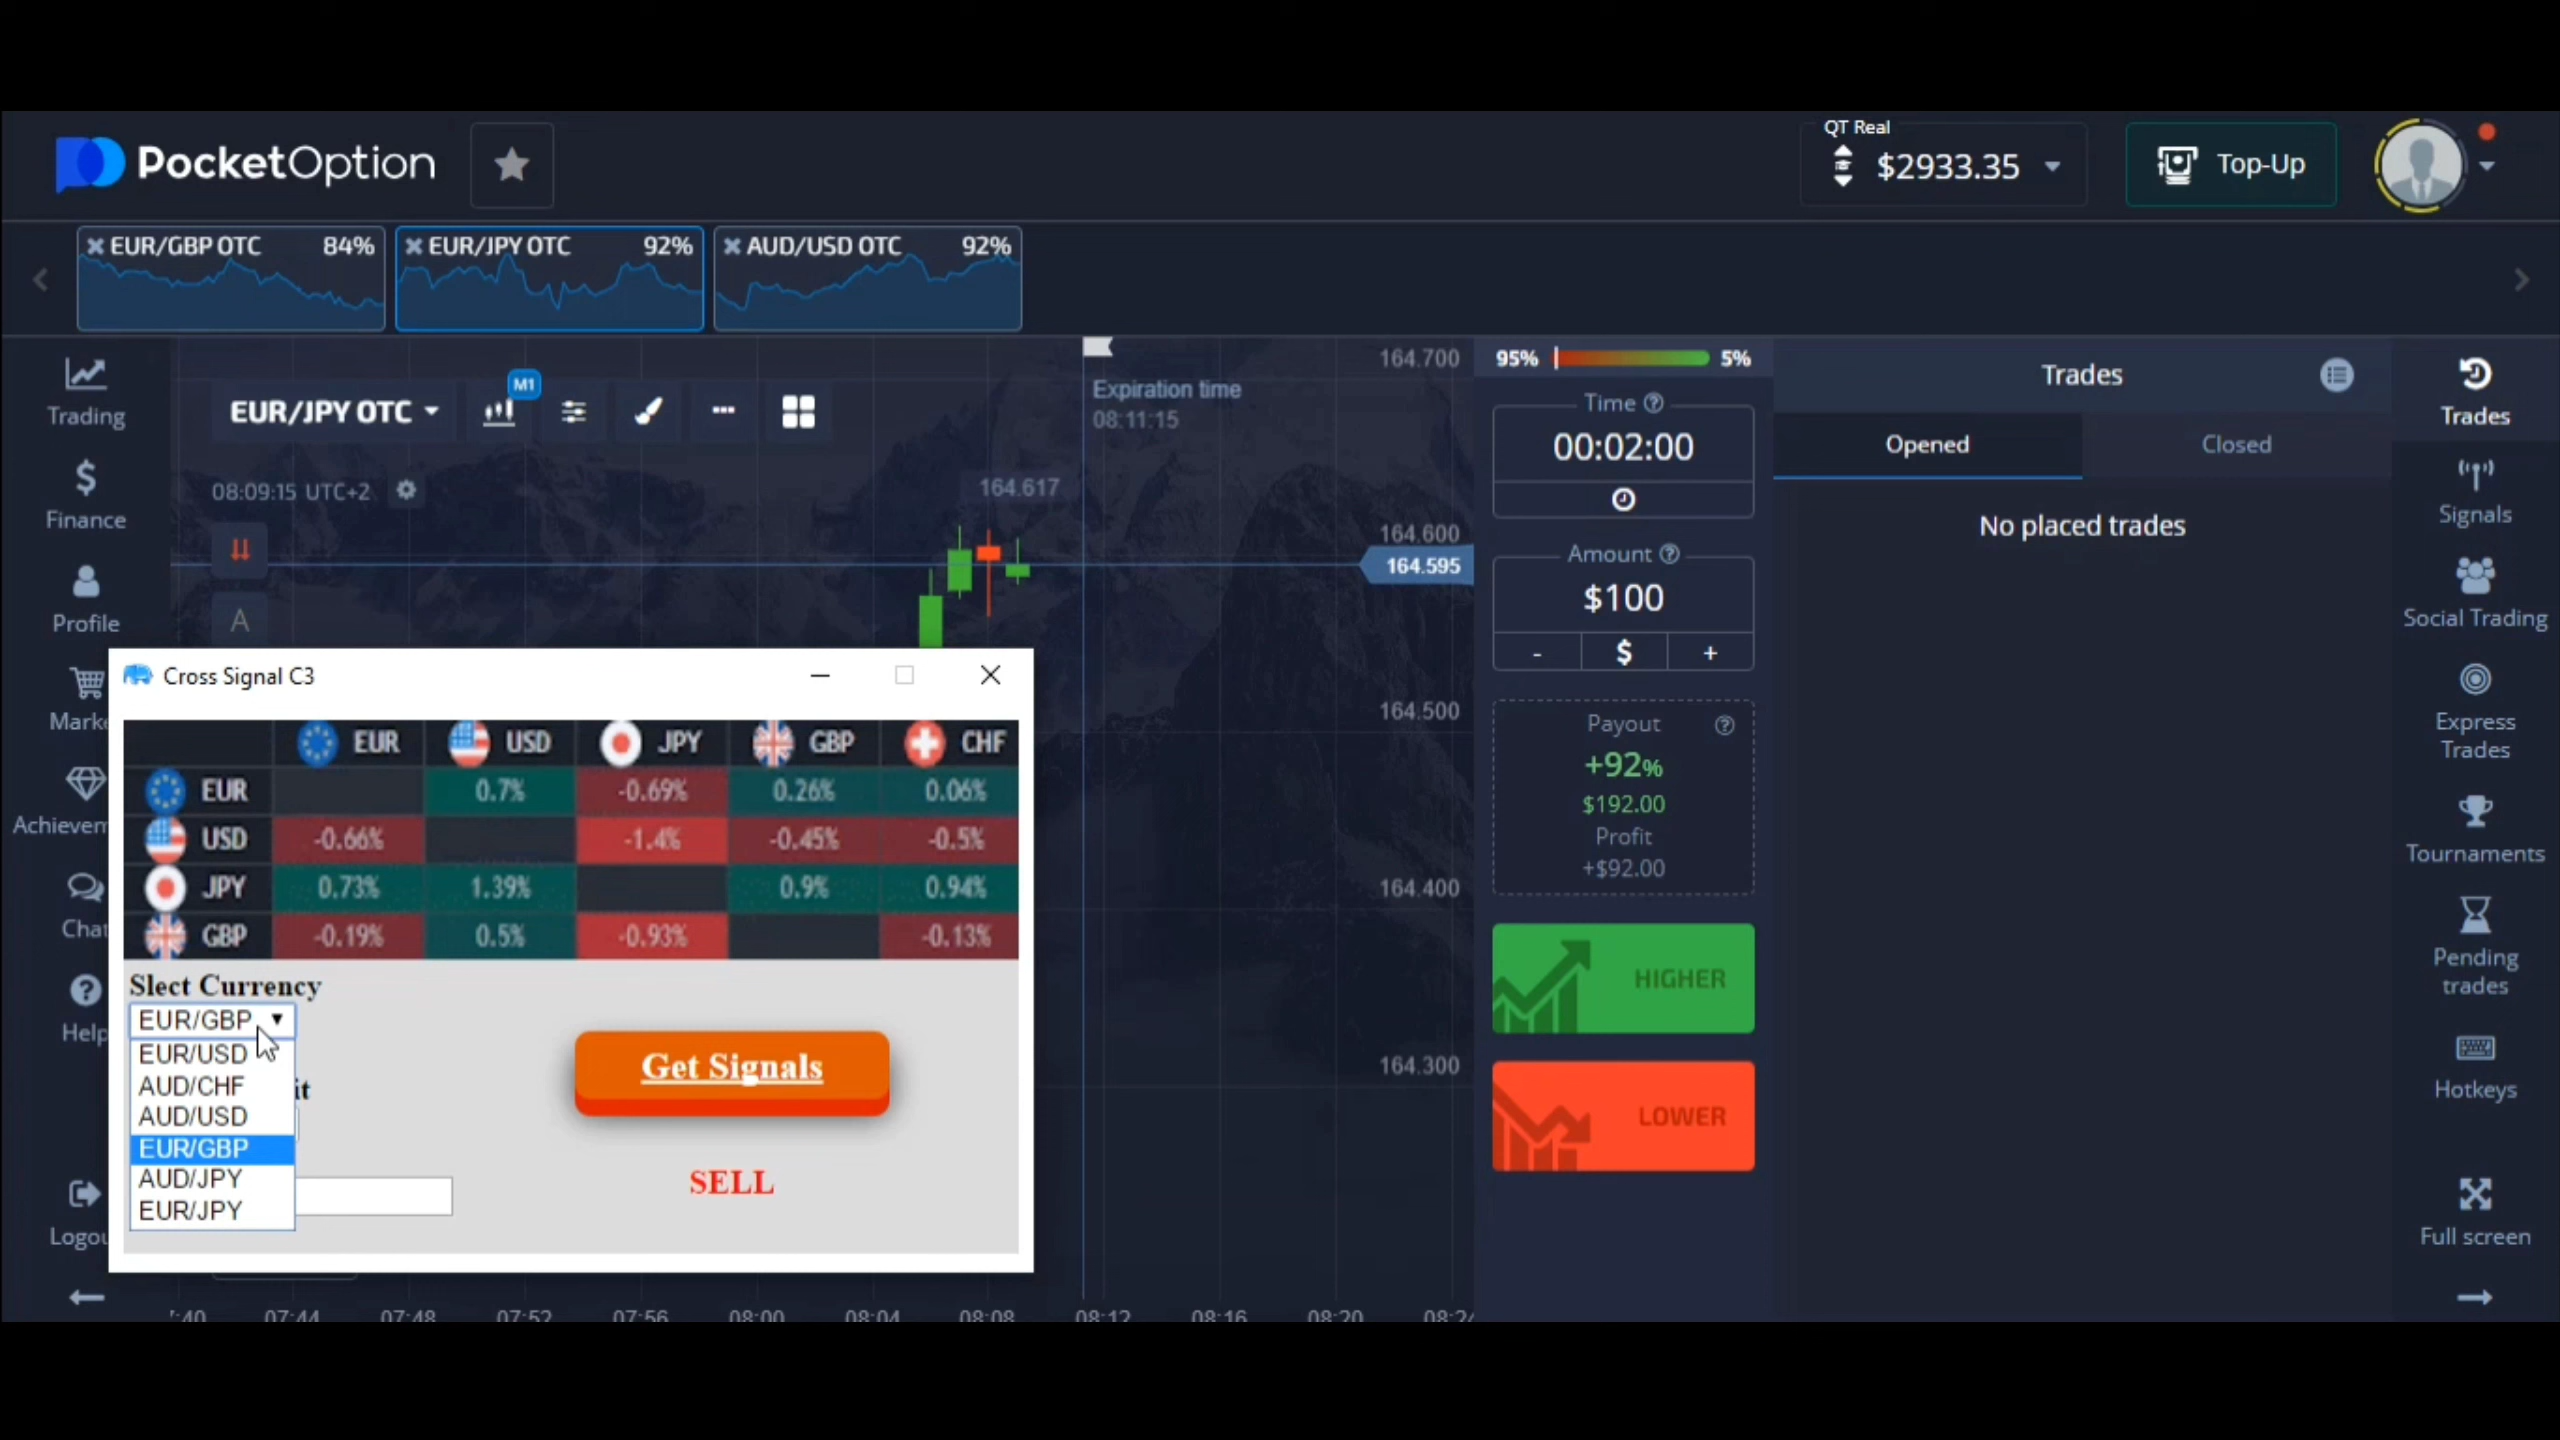 PocketOption
QT Real
$2933.35
Top-Up
EUR/GBP OTC 84%
EUR/JPY OTC 92%
AUD/USD OTC 92%
Trading
Finance
Profile
Chat
Help
EUR/JPY OTC
M1
08:09:15 UTC+2
A
Expiration time
08:11:15
164.617
164.700
164.600
164.595
164.500
164.400
164.300
95% 5%
Time
00:02:00
Amount
$100
- $ +
Payout
+92%
$192.00
Profit
+$92.00
HIGHER
LOWER
Trades
Opened Closed
No placed trades
Trades
Signals
Social Trading
Express
Trades
Tournaments
Pending
trades
Hotkeys
Full screen
Cross Signal C3
EUR USD JPY GBP CHF
EUR 0.7% -0.69% 0.26% 0.06%
USD -0.66% -1.4% -0.45% -0.5%
JPY 0.73% 1.39% 0.9% 0.94%
GBP -0.19% 0.5% -0.93% -0.13%
Slect Currency
EUR/GBP
EUR/USD
AUD/CHF
AUD/USD
EUR/GBP
AUD/JPY
EUR/JPY
Get Signals
SELL
07:44 07:48 07:52 07:56 08:00 08:04 08:08 08:12 08:16 08:20